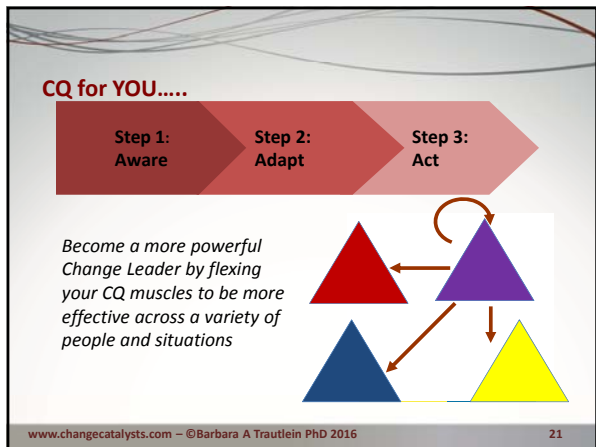 CQ for YOU.....
Step 1:
Aware
Step 2:
Adapt
Step 3:
Act
Become a more powerful
Change Leader by flexing
your CQ muscles to be more
effective across a variety of
people and situations
www.changecatalysts.com – ©Barbara A Trautlein PhD 2016
21